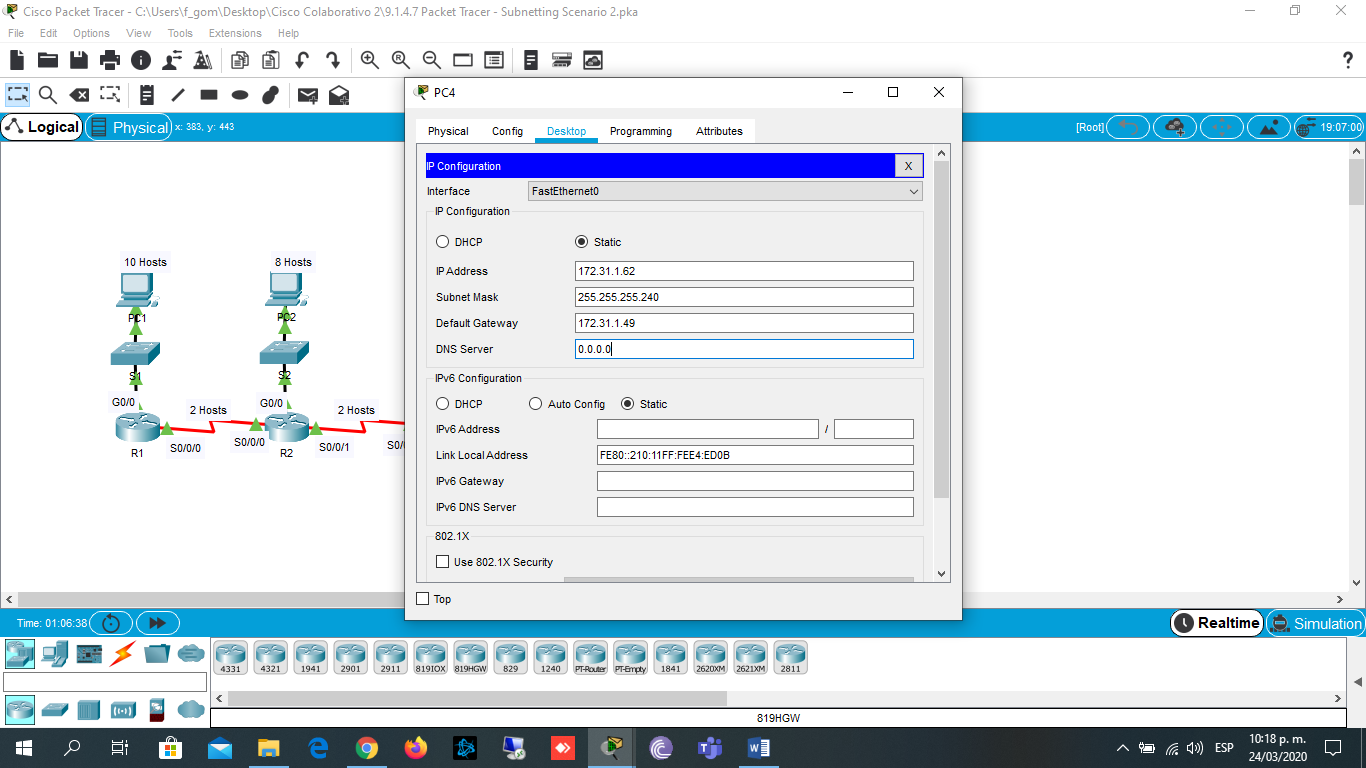 Cisco Packet Tracer - C:\Users\f_gom\Desktop\Cisco Colaborativo 2\9.1.4.7 Packet Tracer - Subnetting Scenario 2.pka
File Edit Options View Tools Extensions Help
Logical
Physical
x: 383, y: 443
[Root]
19:07:00
10 Hosts
8 Hosts
PC1
PC2
S1
S2
G0/0
G0/0
2 Hosts
2 Hosts
S0/0/0
S0/0/0
S0/0/1
R1
R2
PC4
Physical Config Desktop Programming Attributes
IP Configuration
X
Interface
FastEthernet0
IP Configuration
DHCP
Static
IP Address
172.31.1.62
Subnet Mask
255.255.255.240
Default Gateway
172.31.1.49
DNS Server
0.0.0.0
IPv6 Configuration
DHCP
Auto Config
Static
IPv6 Address
/
Link Local Address
FE80::210:11FF:FEE4:ED0B
IPv6 Gateway
IPv6 DNS Server
802.1X
Use 802.1X Security
Top
Time: 01:06:38
Realtime
Simulation
4331 4321 1941 2901 2911 819IOX 819HGW 829 1240 PT-Router PT-Empty 1841 2620XM 2621XM 2811
819HGW
ESP
10:18 p. m.
24/03/2020